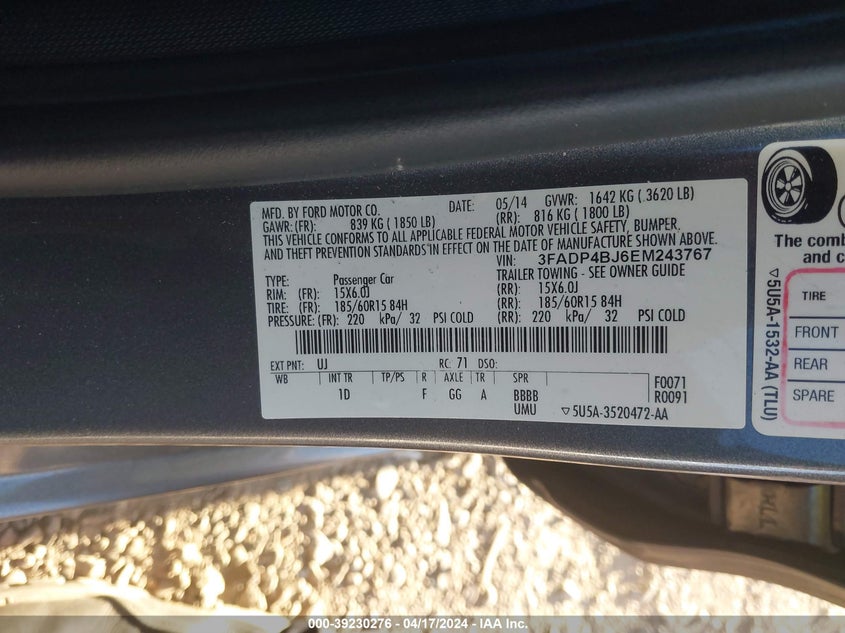 MFD. BY FORD MOTOR CO. DATE: 05/14 GVWR: 1642 KG ( 3620 LB)
GAWR: (FR): 839 KG ( 1850 LB) (RR): 816 KG ( 1800 LB)
THIS VEHICLE CONFORMS TO ALL APPLICABLE FEDERAL MOTOR VEHICLE SAFETY, BUMPER,
AND THEFT PREVENTION STANDARDS IN EFFECT ON THE DATE OF MANUFACTURE SHOWN ABOVE.
VIN: 3FADP4BJ6EM243767
TYPE: Passenger Car TRAILER TOWING - SEE OWNER GUIDE
RIM: (FR): 15X6.0J (RR): 15X6.0J
TIRE: (FR): 185/60R15 84H (RR): 185/60R15 84H
PRESSURE: (FR): 220 kPa/ 32 PSI COLD (RR): 220 kPa/ 32 PSI COLD
EXT PNT: UJ RC: 71 DSO:
WB INT TR TP/PS R AXLE TR SPR F0071
1D F GG A BBBB R0091
UMU ▽5U5A-3520472-AA
▽5U5A-1532-AA (TLU)
The comb
and c
TIRE
FRONT
REAR
SPARE
000-39230276 - 04/17/2024 - IAA Inc.